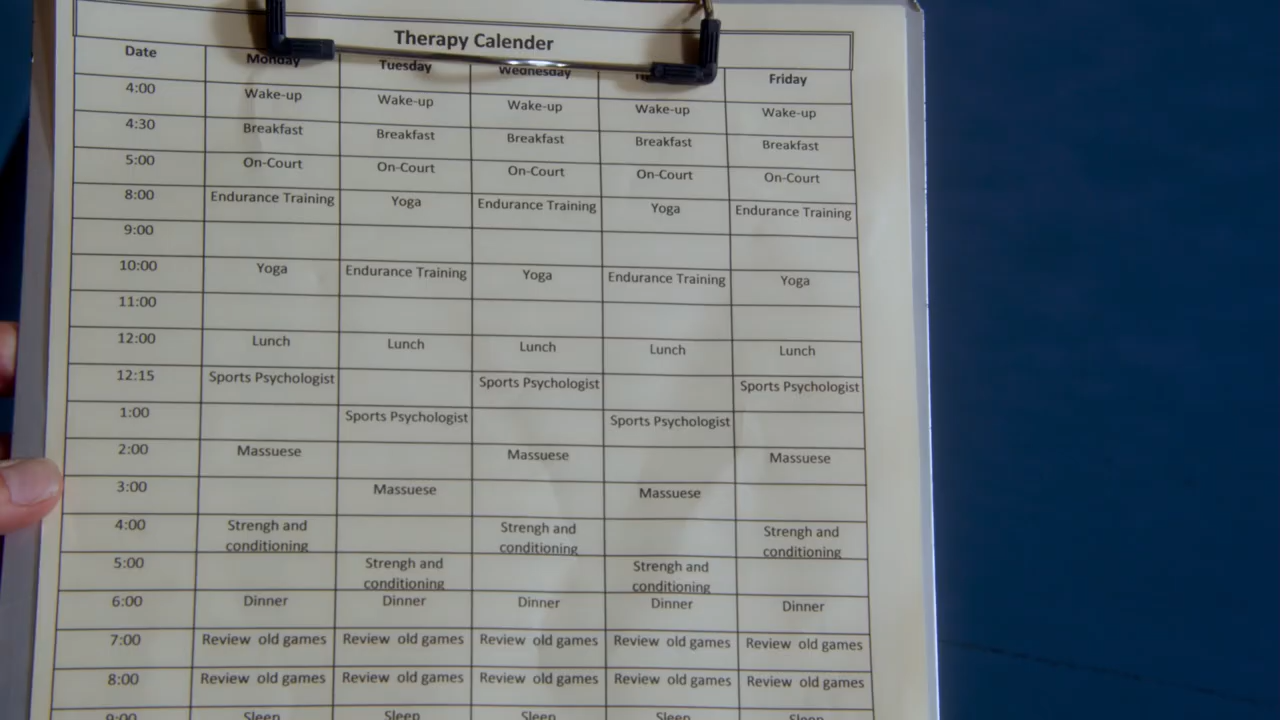 Therapy Calender
Date Monday Tuesday Wednesday Friday
4:00 Wake-up Wake-up Wake-up Wake-up Wake-up
4:30 Breakfast Breakfast Breakfast Breakfast Breakfast
5:00 On-Court On-Court On-Court On-Court On-Court
8:00 Endurance Training Yoga Endurance Training Yoga Endurance Training
9:00
10:00 Yoga Endurance Training Yoga Endurance Training Yoga
11:00
12:00 Lunch Lunch Lunch Lunch Lunch
12:15 Sports Psychologist Sports Psychologist Sports Psychologist
1:00 Sports Psychologist Sports Psychologist
2:00 Massuese Massuese Massuese
3:00 Massuese Massuese
4:00 Strengh and Strengh and Strengh and
conditioning conditioning conditioning
5:00 Strengh and Strengh and
conditioning conditioning
6:00 Dinner Dinner Dinner Dinner Dinner
7:00 Review old games Review old games Review old games Review old games Review old games
8:00 Review old games Review old games Review old games Review old games Review old games
9:00 Sleep Sleep Sleep Sleep Sleep